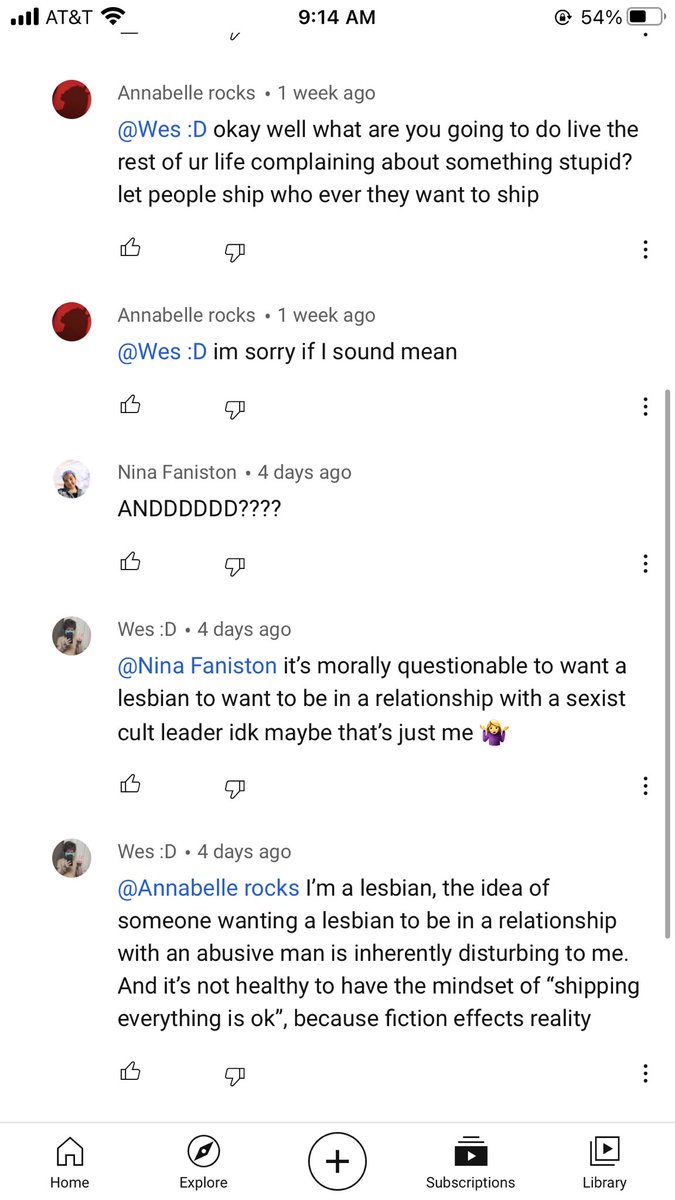 AT&T 9:14 AM 54%
Annabelle rocks • 1 week ago
@Wes :D okay well what are you going to do live the
rest of ur life complaining about something stupid?
let people ship who ever they want to ship
Annabelle rocks • 1 week ago
@Wes :D im sorry if I sound mean
Nina Faniston • 4 days ago
ANDDDDDD????
Wes :D • 4 days ago
@Nina Faniston it’s morally questionable to want a
lesbian to want to be in a relationship with a sexist
cult leader idk maybe that’s just me 🤷‍♀️
Wes :D • 4 days ago
@Annabelle rocks I’m a lesbian, the idea of
someone wanting a lesbian to be in a relationship
with an abusive man is inherently disturbing to me.
And it’s not healthy to have the mindset of “shipping
everything is ok”, because fiction effects reality
Home Explore Subscriptions Library